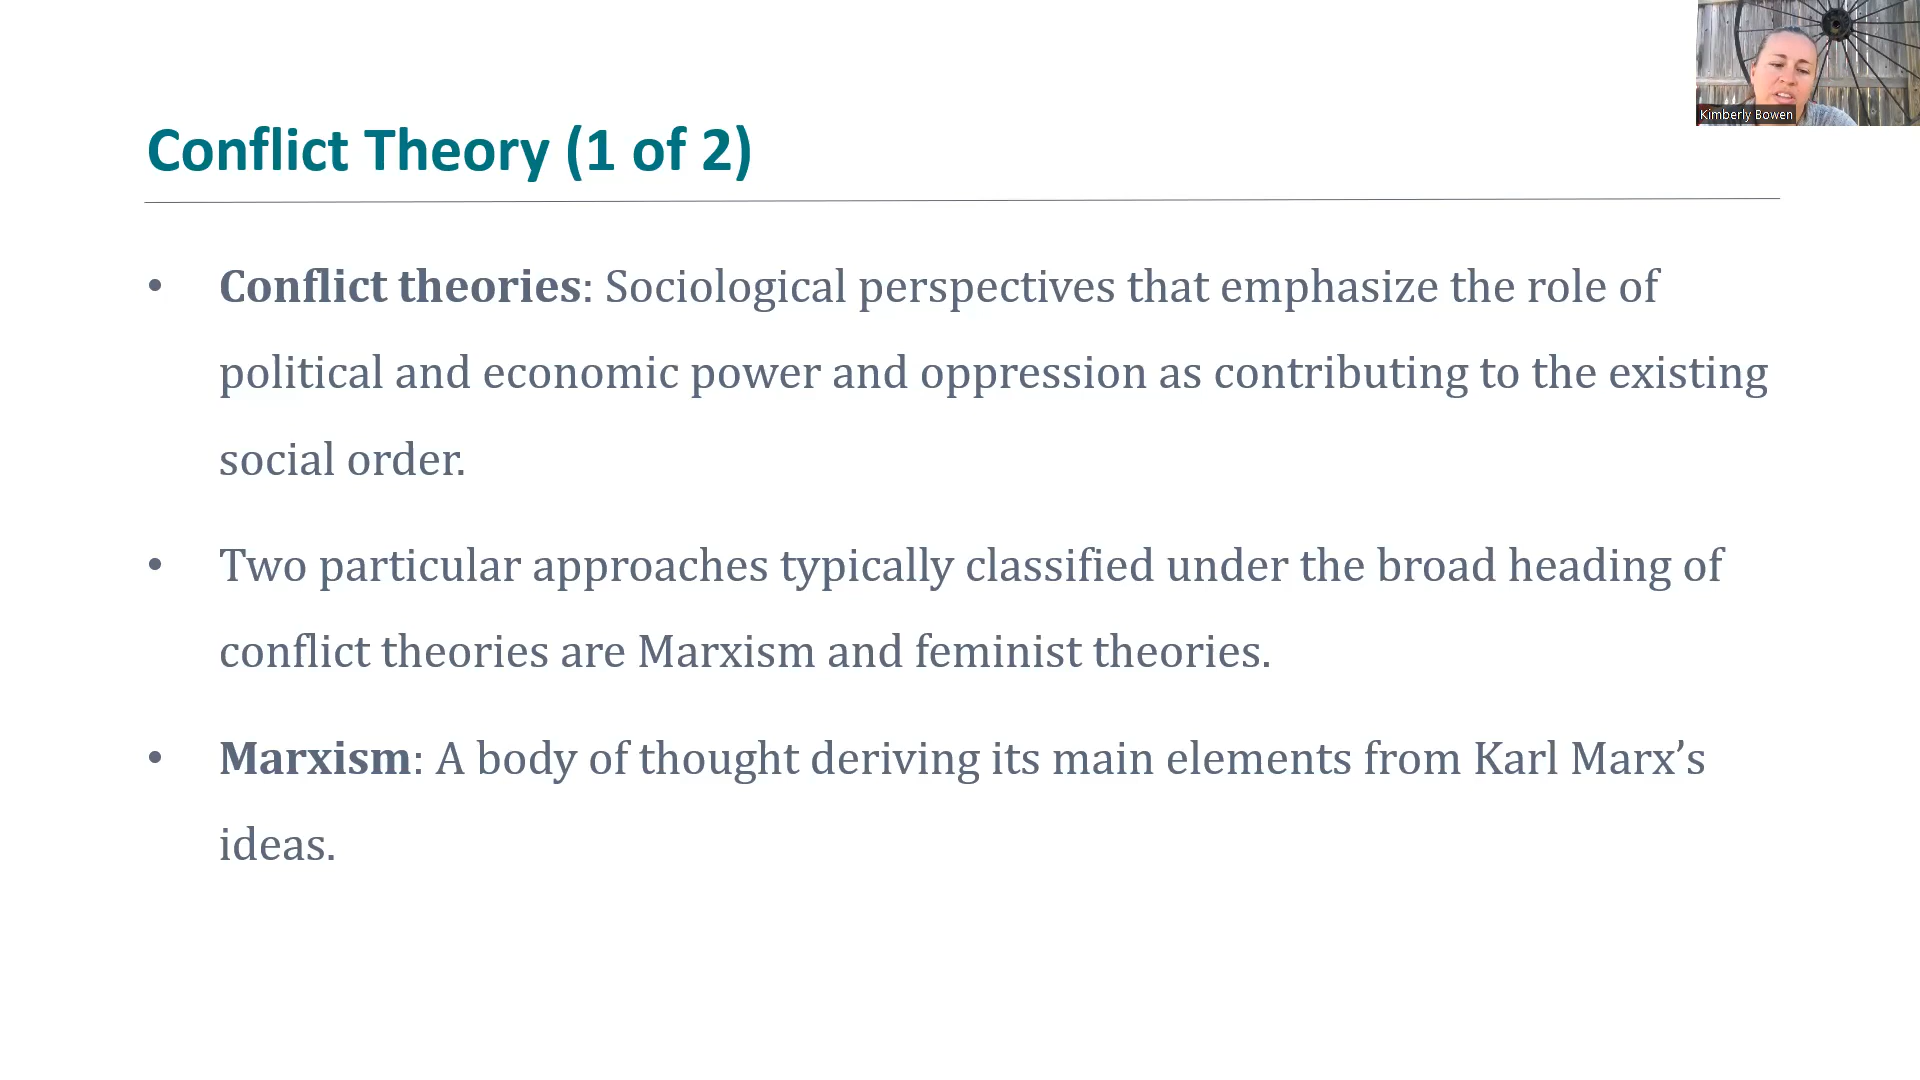 Kimberly Bowen
Conflict Theory (1 of 2)
• Conflict theories: Sociological perspectives that emphasize the role of
political and economic power and oppression as contributing to the existing
social order.
• Two particular approaches typically classified under the broad heading of
conflict theories are Marxism and feminist theories.
• Marxism: A body of thought deriving its main elements from Karl Marx’s
ideas.